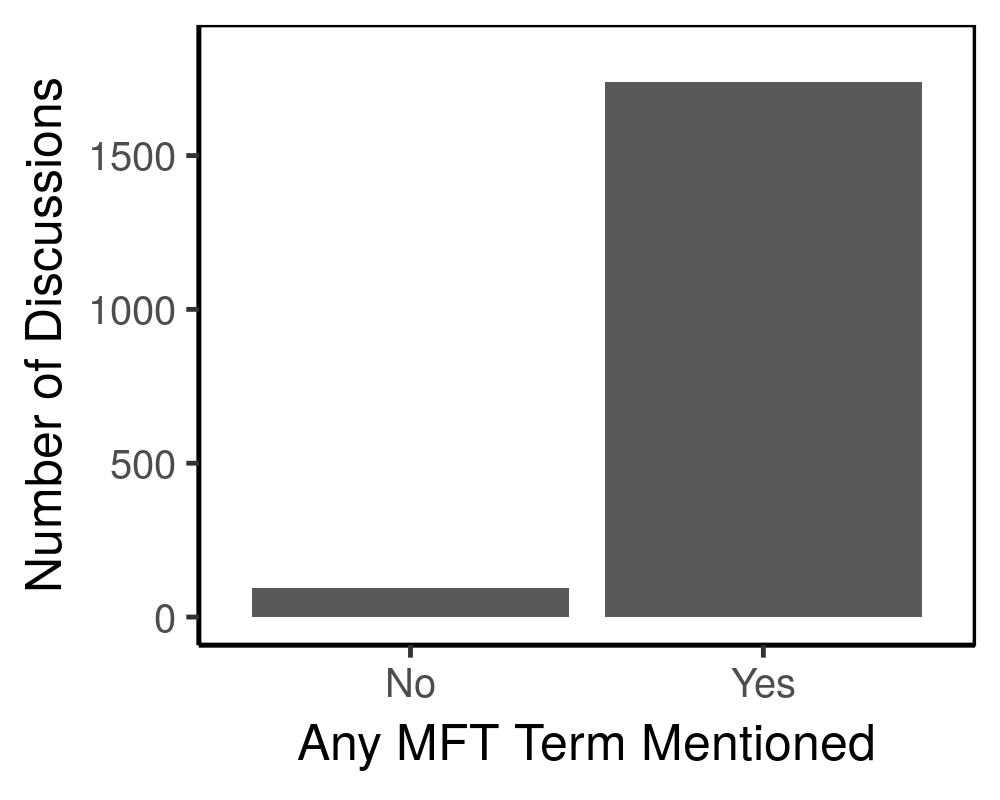 Number of Discussions
1500
1000
500
0
No
Yes
Any MFT Term Mentioned